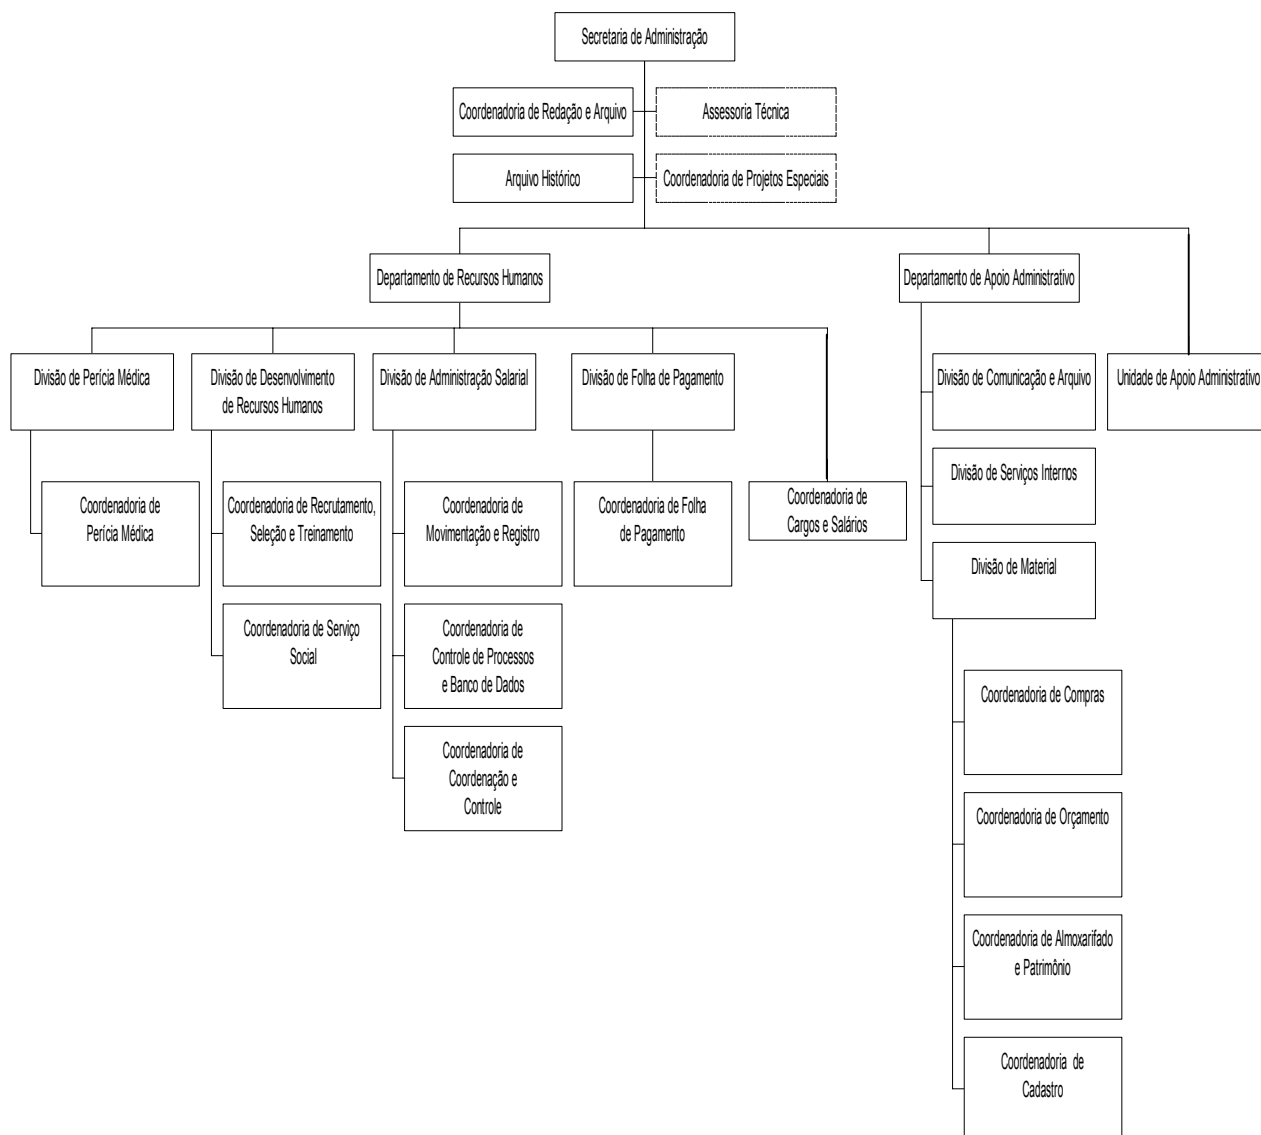 Secretaria de Administração
Coordenadoria de Redação e Arquivo
Assessoria Técnica
Arquivo Histórico
Coordenadoria de Projetos Especiais
Departamento de Recursos Humanos
Departamento de Apoio Administrativo
Divisão de Perícia Médica
Divisão de Desenvolvimento
de Recursos Humanos
Divisão de Administração Salarial
Divisão de Folha de Pagamento
Divisão de Comunicação e Arquivo
Unidade de Apoio Administrativo
Divisão de Serviços Internos
Coordenadoria de
Perícia Médica
Coordenadoria de Recrutamento,
Seleção e Treinamento
Coordenadoria de
Movimentação e Registro
Coordenadoria de Folha
de Pagamento
Coordenadoria de
Cargos e Salários
Divisão de Material
Coordenadoria de Serviço
Social
Coordenadoria de
Controle de Processos
e Banco de Dados
Coordenadoria de Compras
Coordenadoria de
Coordenação e
Controle
Coordenadoria de Orçamento
Coordenadoria de Almoxarifado
e Patrimônio
Coordenadoria de
Cadastro